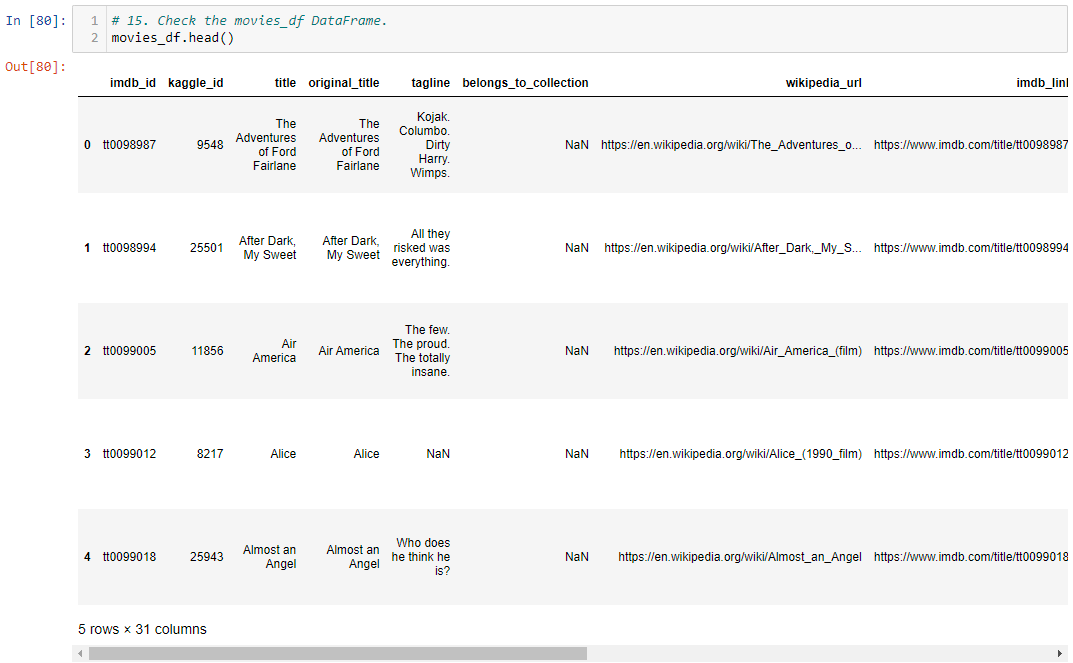 In [80]:
1 # 15. Check the movies_df DataFrame.
2 movies_df.head()
Out[80]:
imdb_id kaggle_id title original_title tagline belongs_to_collection wikipedia_url imdb_link
0 tt0098987 9548 The Adventures of Ford Fairlane The Adventures of Ford Fairlane Kojak. Columbo. Dirty Harry. Wimps. NaN https://en.wikipedia.org/wiki/The_Adventures_o... https://www.imdb.com/title/tt0098987
1 tt0098994 25501 After Dark, My Sweet After Dark, My Sweet All they risked was everything. NaN https://en.wikipedia.org/wiki/After_Dark,_My_S... https://www.imdb.com/title/tt0098994
2 tt0099005 11856 Air America Air America The few. The proud. The totally insane. NaN https://en.wikipedia.org/wiki/Air_America_(film) https://www.imdb.com/title/tt0099005
3 tt0099012 8217 Alice Alice NaN NaN https://en.wikipedia.org/wiki/Alice_(1990_film) https://www.imdb.com/title/tt0099012
4 tt0099018 25943 Almost an Angel Almost an Angel Who does he think he is? NaN https://en.wikipedia.org/wiki/Almost_an_Angel https://www.imdb.com/title/tt0099018
5 rows × 31 columns